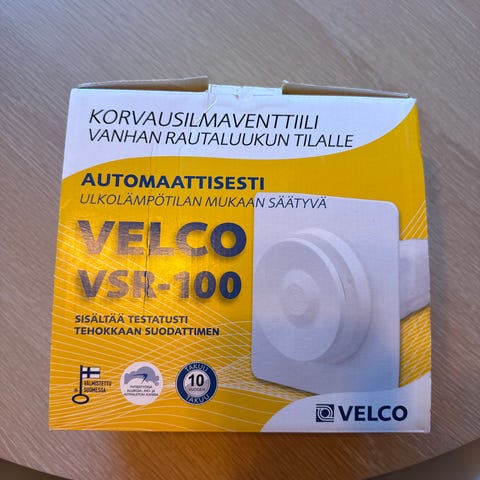 KORVAUSILMAVENTTIILI
VANHAN RAUTALUUKUN TILALLE
AUTOMAATTISESTI
ULKOLÄMPÖTILAN MUKAAN SÄÄTYVÄ
VELCO
VSR-100
SISÄLTÄÄ TESTATUSTI
TEHOKKAAN SUODATTIMEN
VALMISTETTU
SUOMESSA
TAKUU
10
VUODEN
TAKUU
VELCO